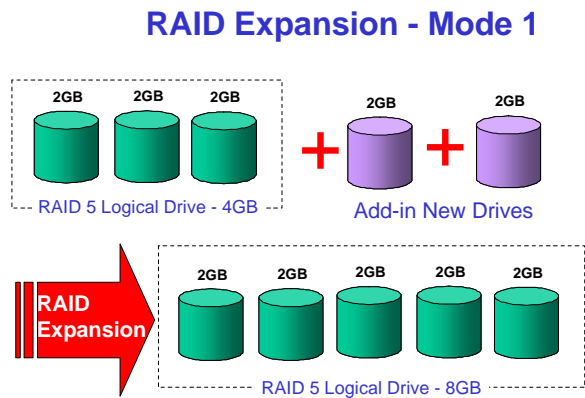 RAID Expansion - Mode 1
2GB 2GB 2GB 2GB 2GB
RAID 5 Logical Drive - 4GB
Add-in New Drives
RAID
Expansion
2GB 2GB 2GB 2GB 2GB
RAID 5 Logical Drive - 8GB